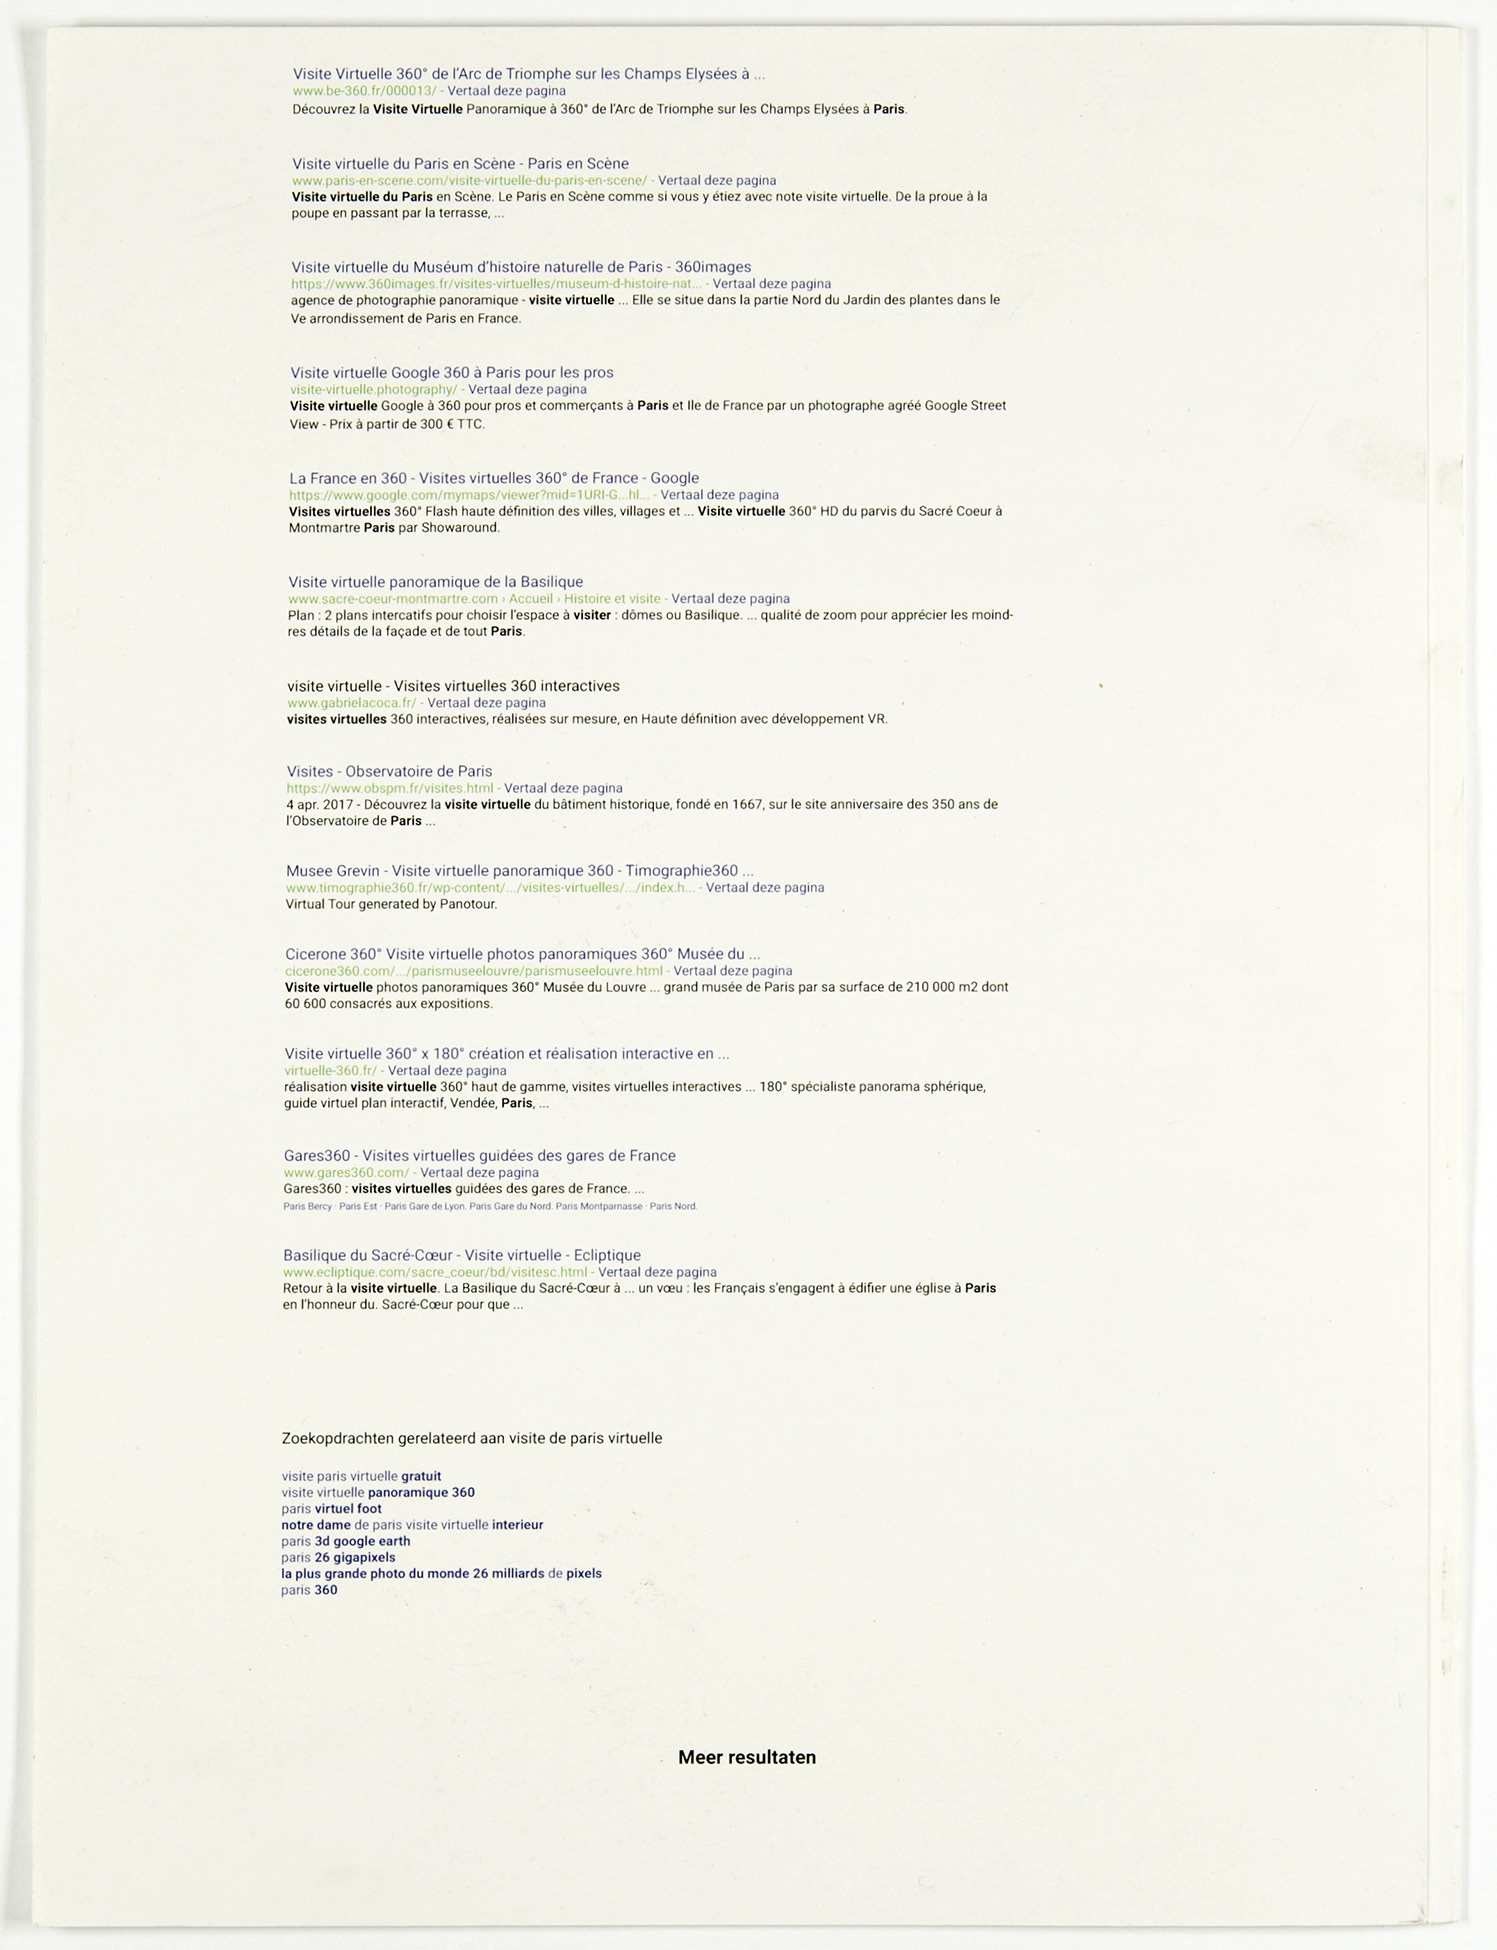 Visite Virtuelle 360° de l'Arc de Triomphe sur les Champs Elysées à ...
www.be-360.fr/000013/ - Vertaal deze pagina
Découvrez la Visite Virtuelle Panoramique à 360° de l'Arc de Triomphe sur les Champs Elysées à Paris.
Visite virtuelle du Paris en Scène - Paris en Scène
www.paris-en-scene.com/visite-virtuelle-du-paris-en-scene/ - Vertaal deze pagina
Visite virtuelle du Paris en Scène. Le Paris en Scène comme si vous y étiez avec note visite virtuelle. De la proue à la
poupe en passant par la terrasse, ...
Visite virtuelle du Muséum d'histoire naturelle de Paris - 360images
https://www.360images.fr/visites-virtuelles/museum-d-histoire-nat... - Vertaal deze pagina
agence de photographie panoramique - visite virtuelle ... Elle se situe dans la partie Nord du Jardin des plantes dans le
Ve arrondissement de Paris en France.
Visite virtuelle Google 360 à Paris pour les pros
visite-virtuelle.photography/ - Vertaal deze pagina
Visite virtuelle Google à 360 pour pros et commerçants à Paris et Ile de France par un photographe agréé Google Street
View - Prix à partir de 300 € TTC.
La France en 360 - Visites virtuelles 360° de France - Google
https://www.google.com/mymaps/viewer?mid=1URI-G...hl... - Vertaal deze pagina
Visites virtuelles 360° Flash haute définition des villes, villages et ... Visite virtuelle 360° HD du parvis du Sacré Coeur à
Montmartre Paris par Showaround.
Visite virtuelle panoramique de la Basilique
www.sacre-coeur-montmartre.com › Accueil › Histoire et visite - Vertaal deze pagina
Plan : 2 plans intercatifs pour choisir l'espace à visiter : dômes ou Basilique. ... qualité de zoom pour apprécier les moind-
res détails de la façade et de tout Paris.
visite virtuelle - Visites virtuelles 360 interactives
www.gabrielacoca.fr/ - Vertaal deze pagina
visites virtuelles 360 interactives, réalisées sur mesure, en Haute définition avec développement VR.
Visites - Observatoire de Paris
https://www.obspm.fr/visites.html - Vertaal deze pagina
4 apr. 2017 - Découvrez la visite virtuelle du bâtiment historique, fondé en 1667, sur le site anniversaire des 350 ans de
l'Observatoire de Paris ...
Musee Grevin - Visite virtuelle panoramique 360 - Timographie360 ...
www.timographie360.fr/wp-content/.../visites-virtuelles/.../index.h... - Vertaal deze pagina
Virtual Tour generated by Panotour.
Cicerone 360° Visite virtuelle photos panoramiques 360° Musée du ...
cicerone360.com/.../parismuseelouvre/parismuseelouvre.html - Vertaal deze pagina
Visite virtuelle photos panoramiques 360° Musée du Louvre ... grand musée de Paris par sa surface de 210 000 m2 dont
60 600 consacrés aux expositions.
Visite virtuelle 360° x 180° création et réalisation interactive en ...
virtuelle-360.fr/ - Vertaal deze pagina
réalisation visite virtuelle 360° haut de gamme, visites virtuelles interactives ... 180° spécialiste panorama sphérique,
guide virtuel plan interactif, Vendée, Paris, ...
Gares360 - Visites virtuelles guidées des gares de France
www.gares360.com/ - Vertaal deze pagina
Gares360 : visites virtuelles guidées des gares de France. ...
Paris Bercy · Paris Est · Paris Gare de Lyon. Paris Gare du Nord. Paris Montparnasse · Paris Nord.
Basilique du Sacré-Cœur - Visite virtuelle - Ecliptique
www.ecliptique.com/sacre_coeur/bd/visitesc.html - Vertaal deze pagina
Retour à la visite virtuelle. La Basilique du Sacré-Cœur à ... un vœu : les Français s'engagent à édifier une église à Paris
en l'honneur du. Sacré-Cœur pour que ...
Zoekopdrachten gerelateerd aan visite de paris virtuelle
visite paris virtuelle gratuit
visite virtuelle panoramique 360
paris virtuel foot
notre dame de paris visite virtuelle interieur
paris 3d google earth
paris 26 gigapixels
la plus grande photo du monde 26 milliards de pixels
paris 360
Meer resultaten